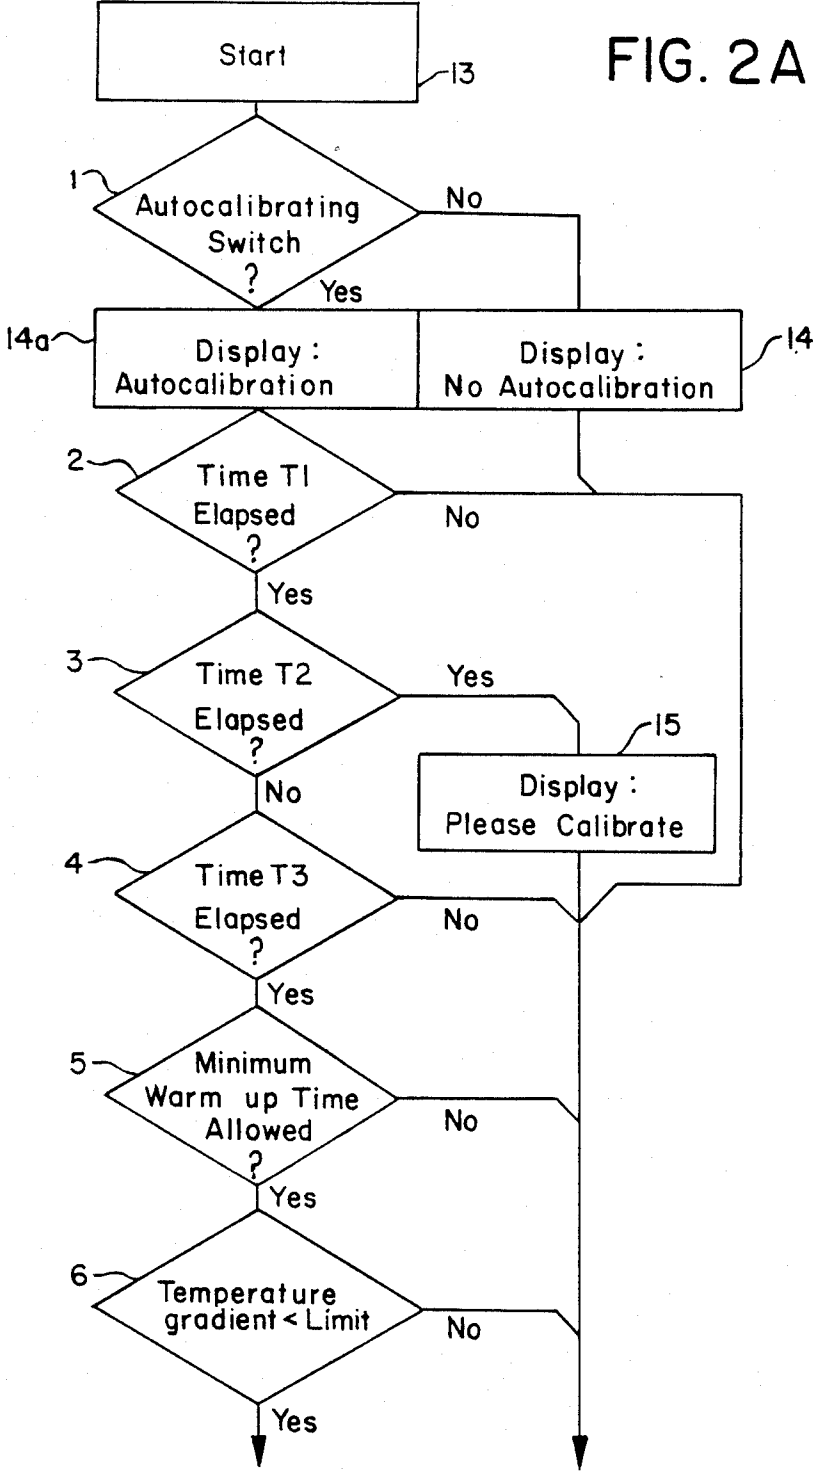 Start
FIG. 2A
13
1
Autocalibrating
Switch
?
No
Yes
14a
Display:
Autocalibration
Display:
No Autocalibration
14
2
Time T1
Elapsed
?
No
Yes
3
Time T2
Elapsed
?
Yes
No
15
Display:
Please Calibrate
4
Time T3
Elapsed
?
No
Yes
5
Minimum
Warm up Time
Allowed
?
No
Yes
6
Temperature
gradient < Limit
No
Yes